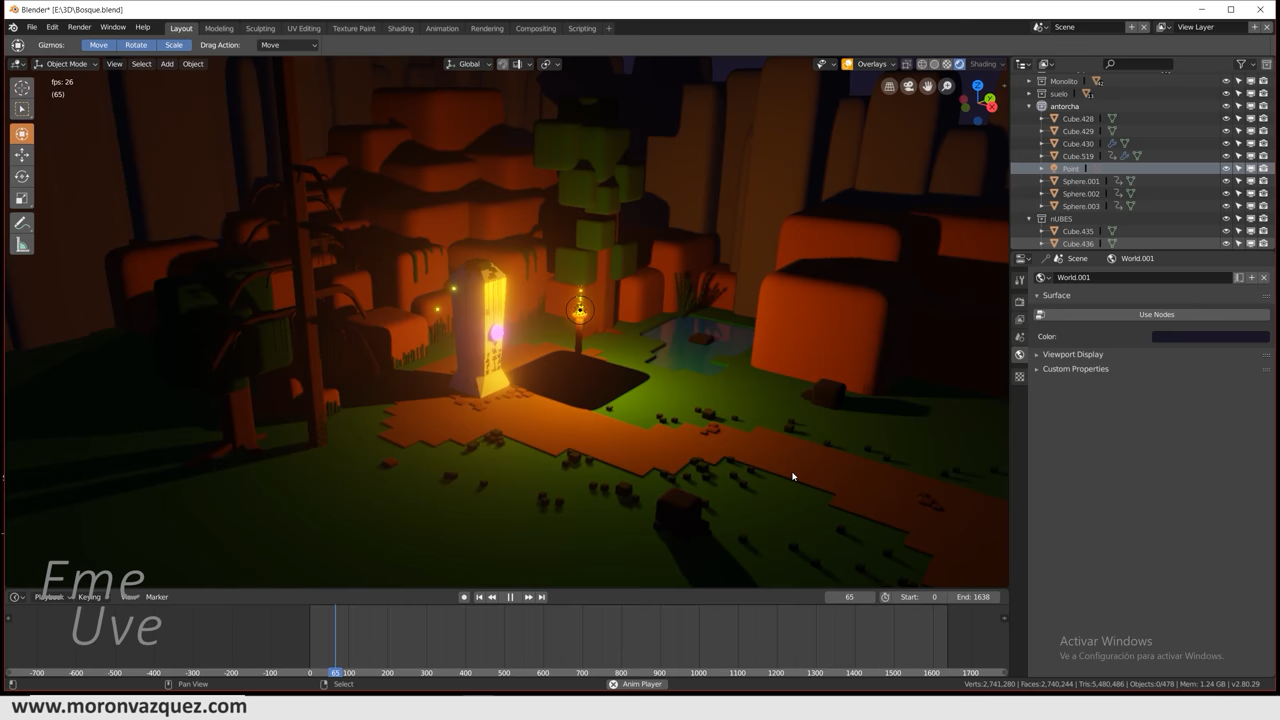 Blender* [E:\3D\Bosque.blend]
File Edit Render Window Help Layout Modeling Sculpting UV Editing Texture Paint Shading Animation Rendering Compositing Scripting Scene View Layer
Gizmos: Move Rotate Scale Drag Action: Move
Object Mode View Select Add Object Global Overlays Shading
fps: 26
(65)
Monolito
suelo
antorcha
Cube.428
Cube.429
Cube.430
Cube.519
Point
Sphere.001
Sphere.002
Sphere.003
nUBES
Cube.435
Cube.436
Scene World.001
World.001
Surface
Use Nodes
Color:
Viewport Display
Custom Properties
Eme
Uve
Playback Keying View Marker 65 Start: 0 End: 1638
-700 -600 -500 -400 -300 -200 -100 0 65 100 200 300 400 500 600 700 800 900 1000 1100 1200 1300 1400 1500 1600 1700
Activar Windows
Ve a Configuración para activar Windows.
Pan View Select Anim Player Verts:2,741,280 | Faces:2,740,244 | Tris:5,480,486 | Objects:0/478 | Mem: 1.24 GB | v2.80.29
www.moronvazquez.com